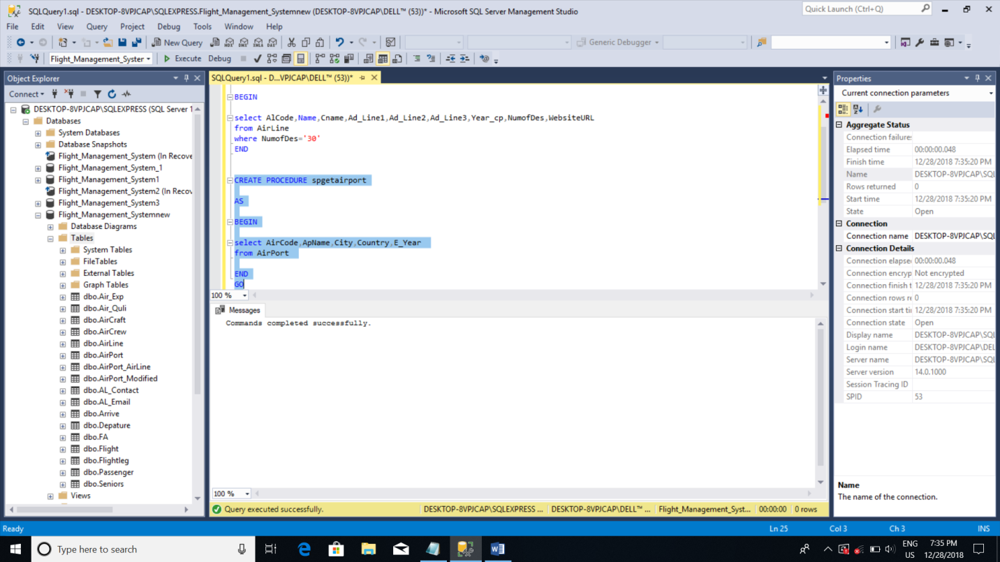 SQLQuery1.sql - DESKTOP-8VPJCAP\SQLEXPRESS.Flight_Management_Systemnew (DESKTOP-8VPJCAP\DELL™ (53))* - Microsoft SQL Server Management Studio
Quick Launch (Ctrl+Q)
File Edit View Query Project Debug Tools Window Help
New Query
MDX DMX XMLA DAX
Generic Debugger
Flight_Management_Syster
Execute Debug
Object Explorer
Connect
DESKTOP-8VPJCAP\SQLEXPRESS (SQL Server 1
Databases
System Databases
Database Snapshots
Flight_Management_System (In Recove
Flight_Management_System_1
Flight_Management_System1
Flight_Management_System2 (In Recov
Flight_Management_System3
Flight_Management_Systemnew
Database Diagrams
Tables
System Tables
FileTables
External Tables
Graph Tables
dbo.Air_Exp
dbo.Air_Quli
dbo.AirCraft
dbo.AirCrew
dbo.AirLine
dbo.AirPort
dbo.AirPort_AirLine
dbo.AirPort_Modified
dbo.AL_Contact
dbo.AL_Email
dbo.Arrive
dbo.Depature
dbo.FA
dbo.Flight
dbo.Flightleg
dbo.Passenger
dbo.Seniors
Views
SQLQuery1.sql - D...VPJCAP\DELL™ (53))*
BEGIN
select AlCode,Name,Cname,Ad_Line1,Ad_Line2,Ad_Line3,Year_cp,NumofDes,WebsiteURL
from AirLine
where NumofDes='30'
END
CREATE PROCEDURE spgetairport
AS
BEGIN
select AirCode,ApName,City,Country,E_Year
from AirPort
END
GO
100 %
Messages
Commands completed successfully.
100 %
Query executed successfully.
DESKTOP-8VPJCAP\SQLEXPRESS ...
DESKTOP-8VPJCAP\DELL™ ...
Flight_Management_Syst...
00:00:00
0 rows
Properties
Current connection parameters
Aggregate Status
Connection failures
Elapsed time 00:00:00.048
Finish time 12/28/2018 7:35:20 PM
Name DESKTOP-8VPJCAP\SQL
Rows returned 0
Start time 12/28/2018 7:35:20 PM
State Open
Connection
Connection name DESKTOP-8VPJCAP\SQL
Connection Details
Connection elapse 00:00:00.048
Connection encryp Not encrypted
Connection finish t 12/28/2018 7:35:20 PM
Connection rows re 0
Connection start ti 12/28/2018 7:35:20 PM
Connection state Open
Display name DESKTOP-8VPJCAP\SQL
Login name DESKTOP-8VPJCAP\DEL
Server name DESKTOP-8VPJCAP\SQL
Server version 14.0.1000
Session Tracing ID
SPID 53
Name
The name of the connection.
Ready
Ln 25
Col 3
Ch 3
INS
Type here to search
ENG
US
7:35 PM
12/28/2018